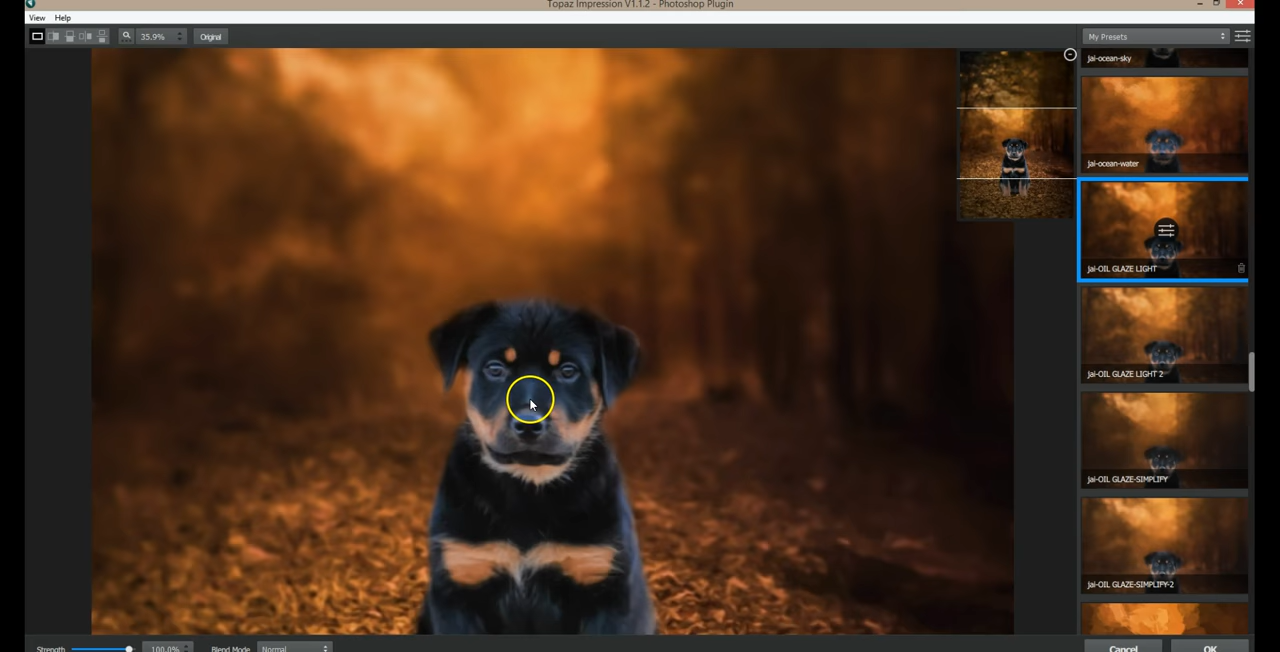 Topaz Impression V1.1.2 - Photoshop Plugin
View Help
35.9% Original My Presets
jai-ocean-sky
jai-ocean-water
jai-OIL GLAZE LIGHT
jai-OIL GLAZE LIGHT 2
jai-OIL GLAZE-SIMPLIFY
jai-OIL GLAZE-SIMPLIFY-2
Strength 100.0% Blend Mode Normal Cancel OK